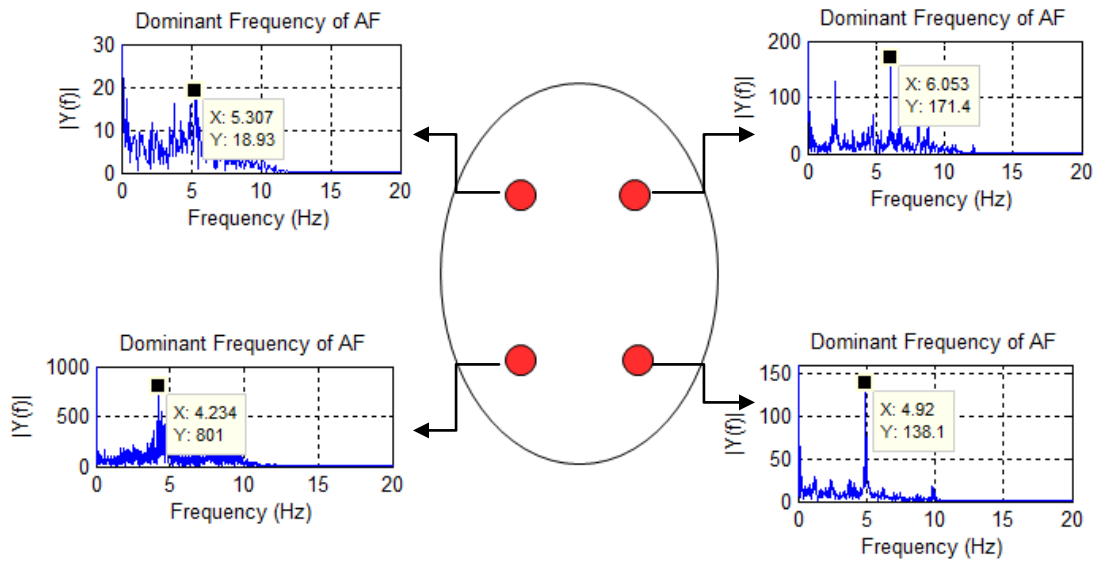 Dominant Frequency of AF
30
20
10
0
|Y(f)|
X: 5.307
Y: 18.93
0 5 10 15 20
Frequency (Hz)
Dominant Frequency of AF
200
100
0
|Y(f)|
X: 6.053
Y: 171.4
0 5 10 15 20
Frequency (Hz)
Dominant Frequency of AF
1000
500
0
|Y(f)|
X: 4.234
Y: 801
0 5 10 15 20
Frequency (Hz)
Dominant Frequency of AF
150
100
50
0
|Y(f)|
X: 4.92
Y: 138.1
0 5 10 15 20
Frequency (Hz)